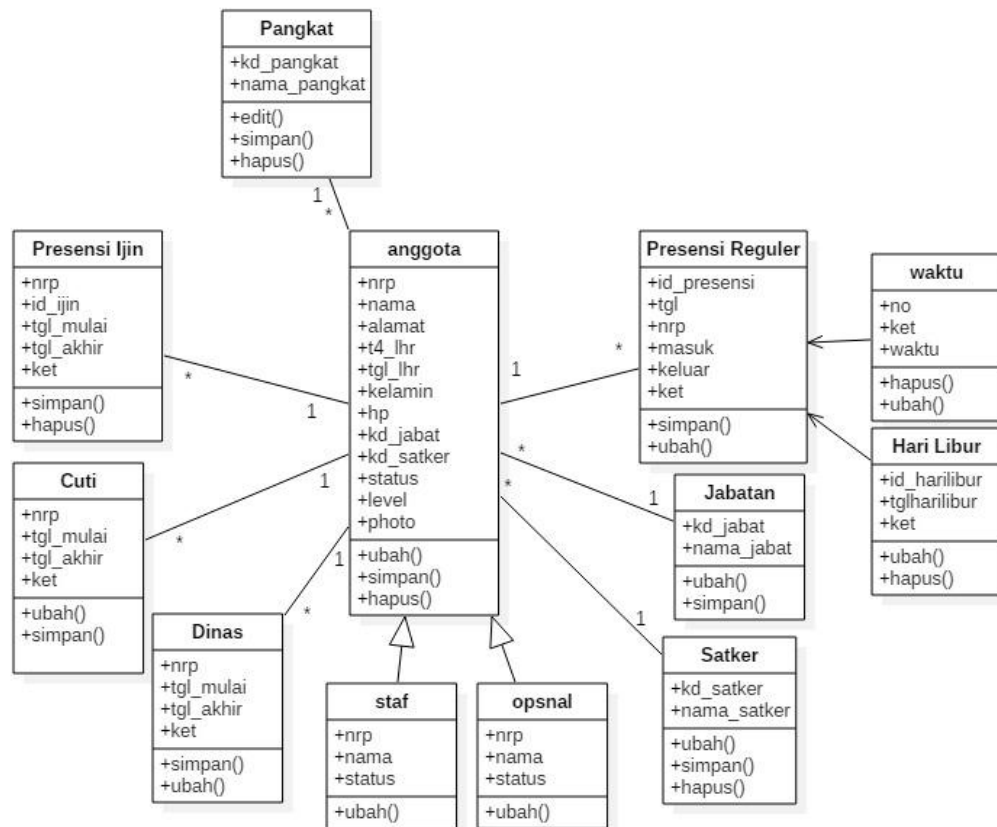 Pangkat
+kd_pangkat
+nama_pangkat
+edit()
+simpan()
+hapus()
1
*
Presensi Ijin
+nrp
+id_ijin
+tgl_mulai
+tgl_akhir
+ket
+simpan()
+hapus()
*
1
anggota
+nrp
+nama
+alamat
+t4_lhr
+tgl_lhr
+kelamin
+hp
+kd_jabat
+kd_satker
+status
+level
+photo
+ubah()
+simpan()
+hapus()
1
*
Presensi Reguler
+id_presensi
+tgl
+nrp
+masuk
+keluar
+ket
+simpan()
+ubah()
waktu
+no
+ket
+waktu
+hapus()
+ubah()
Hari Libur
+id_harilibur
+tglharilibur
+ket
+ubah()
+hapus()
Cuti
+nrp
+tgl_mulai
+tgl_akhir
+ket
+ubah()
+simpan()
*
1
*
1
Jabatan
+kd_jabat
+nama_jabat
+ubah()
+simpan()
*
1
Dinas
+nrp
+tgl_mulai
+tgl_akhir
+ket
+simpan()
+ubah()
*
1
staf
+nrp
+nama
+status
+ubah()
opsnal
+nrp
+nama
+status
+ubah()
Satker
+kd_satker
+nama_satker
+ubah()
+simpan()
+hapus()